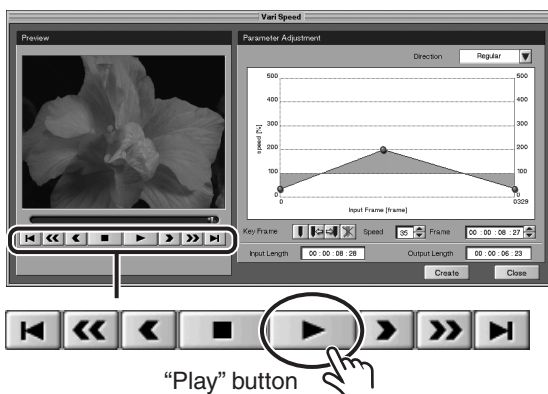 Vari Speed
Preview
Parameter Adjustment
Direction Regular
500 500
400 400
300 300
200 200
100 100
0 0
speed [%]
0 0329
Input Frame [frame]
Key Frame Speed 35 Frame 00 : 00 : 08 : 27
Input Length 00 : 00 : 08 : 28 Output Length 00 : 00 : 06 : 23
Create Close
“Play” button